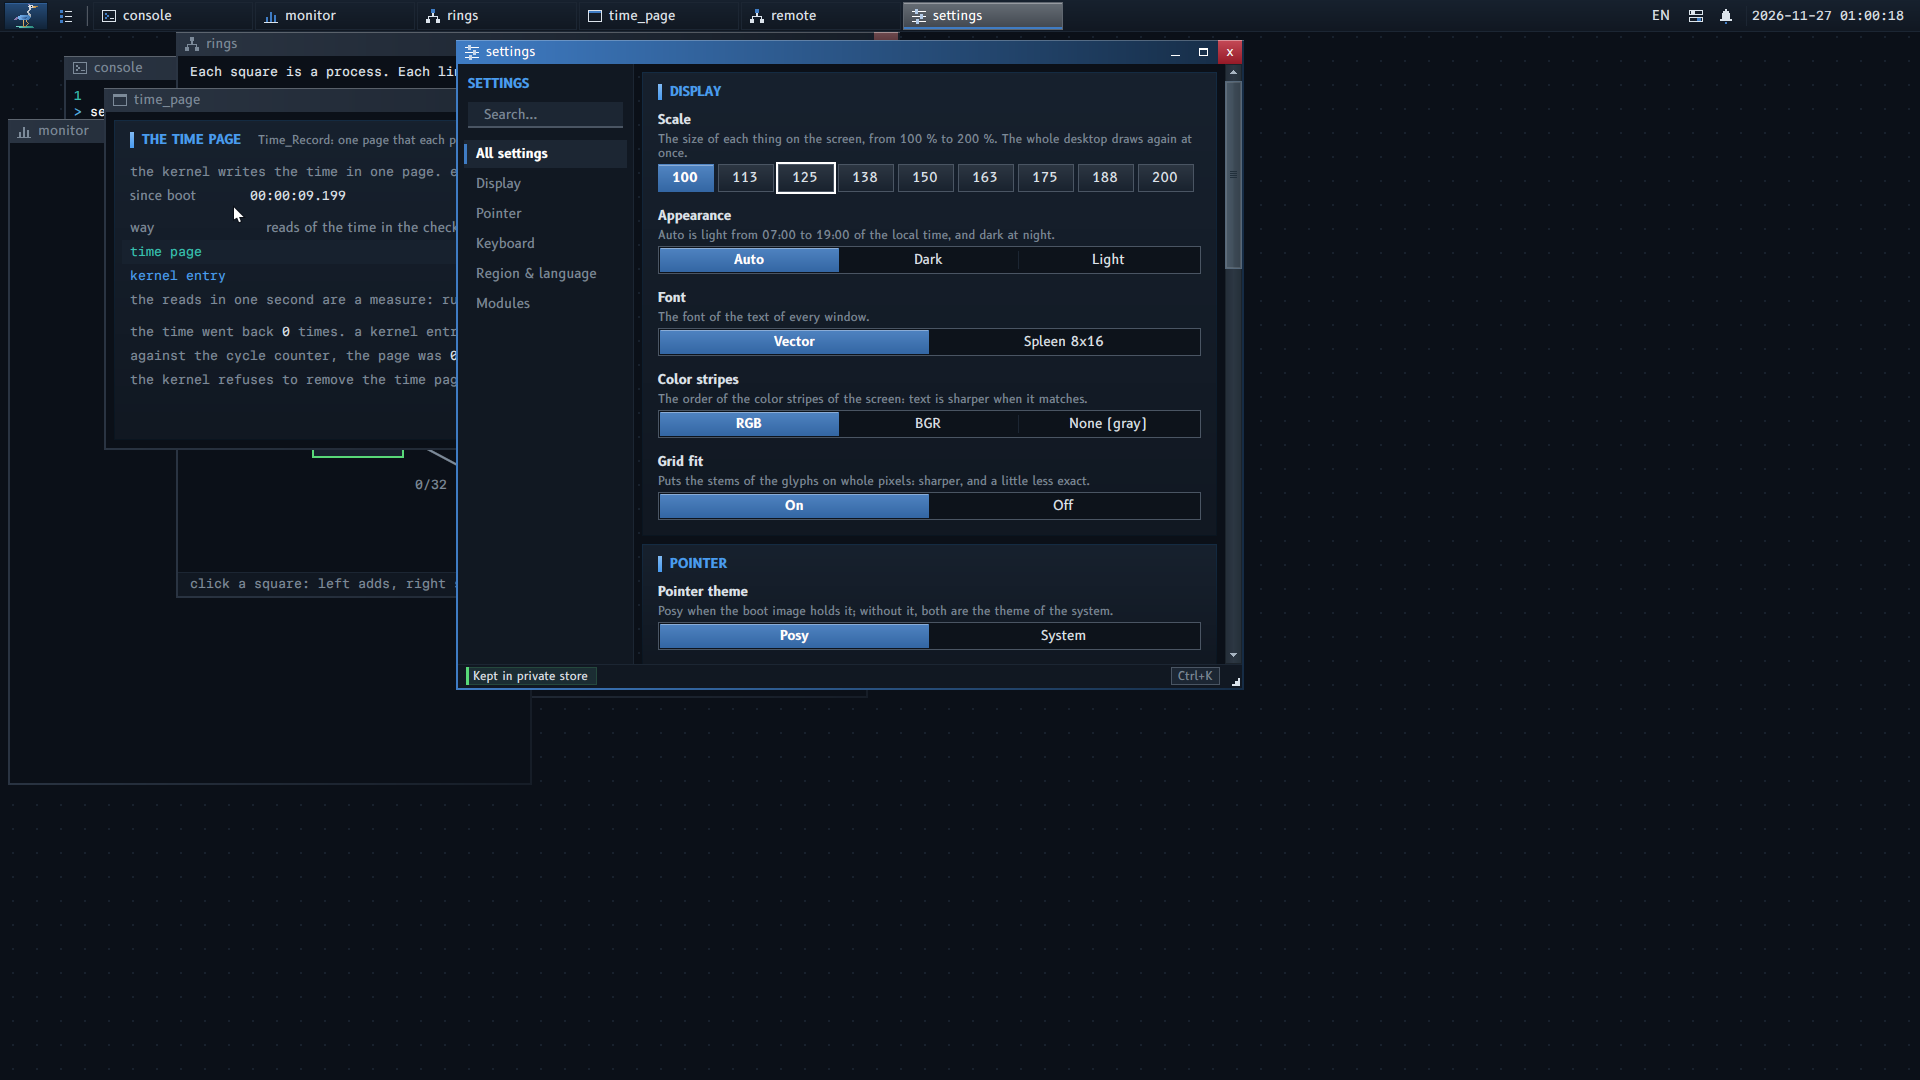 console
monitor
rings
time_page
remote
settings
EN
2026-11-27 01:00:18
rings
Each square is a process. Each
console
1
> se
time_page
monitor
THE TIME PAGE
Time_Record: one page that each
the kernel writes the time in one page.
since boot
00:00:09.199
way
reads of the time in the check
time page
kernel entry
the reads in one second are a measure:
the time went back 0 times. a kernel
against the cycle counter, the page was
the kernel refuses to remove the time
0/32
click a square: left adds, right
settings
x
SETTINGS
Search...
All settings
Display
Pointer
Keyboard
Region & language
Modules
DISPLAY
Scale
The size of each thing on the screen, from 100 % to 200 %. The whole desktop draws again at
once.
100 113 125 138 150 163 175 188 200
Appearance
Auto is light from 07:00 to 19:00 of the local time, and dark at night.
Auto Dark Light
Font
The font of the text of every window.
Vector Spleen 8x16
Color stripes
The order of the color stripes of the screen: text is sharper when it matches.
RGB BGR None (gray)
Grid fit
Puts the stems of the glyphs on whole pixels: sharper, and a little less exact.
On Off
POINTER
Pointer theme
Posy when the boot image holds it; without it, both are the theme of the system.
Posy System
Kept in private store
Ctrl+K